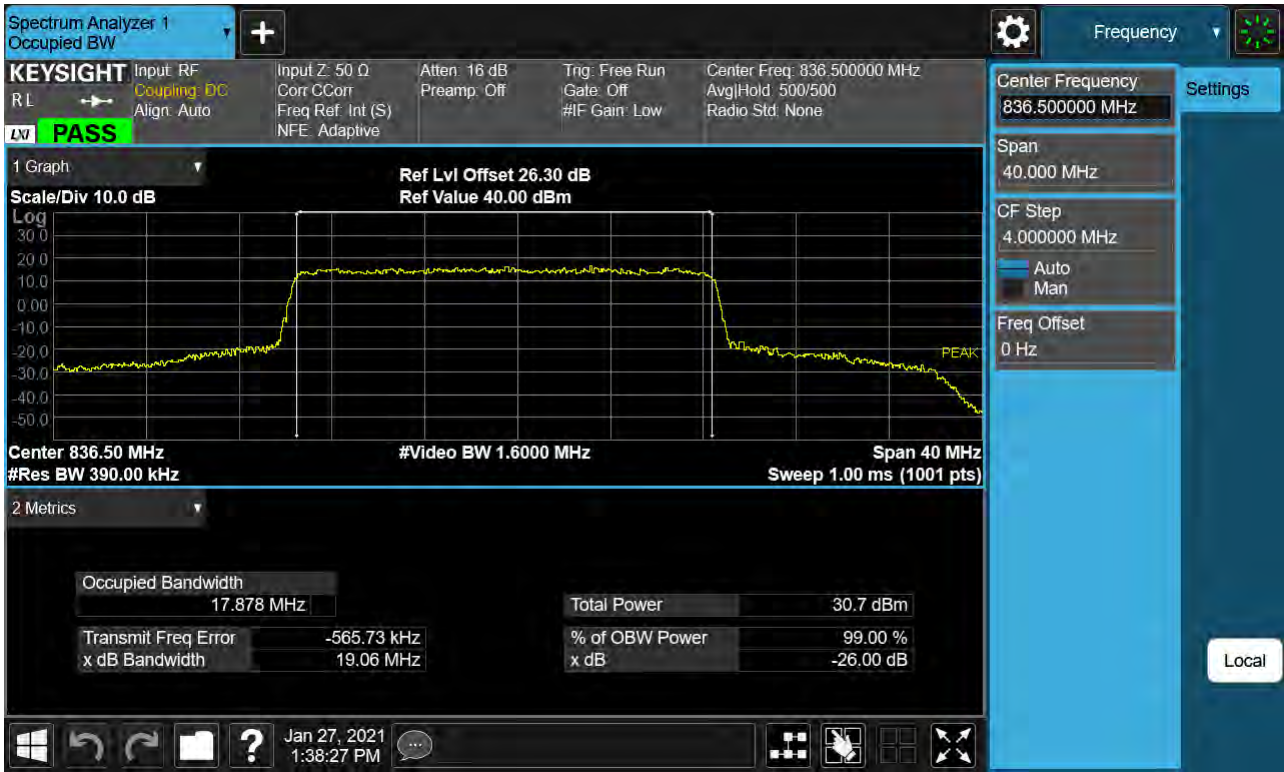 Spectrum Analyzer 1
Occupied BW
+
Frequency
KEYSIGHT
RL
LXI PASS
Input: RF
Coupling: DC
Align: Auto
Input Z: 50 Ω
Corr CCorr
Freq Ref: Int (S)
NFE: Adaptive
Atten: 16 dB
Preamp: Off
Trig: Free Run
Gate: Off
#IF Gain: Low
Center Freq: 836.500000 MHz
Avg|Hold: 500/500
Radio Std: None
1 Graph
Scale/Div 10.0 dB
Ref Lvl Offset 26.30 dB
Ref Value 40.00 dBm
Log
30.0
20.0
10.0
0.00
-10.0
-20.0
-30.0
-40.0
-50.0
PEAK
Center 836.50 MHz
#Video BW 1.6000 MHz
Span 40 MHz
#Res BW 390.00 kHz
Sweep 1.00 ms (1001 pts)
2 Metrics
Occupied Bandwidth
17.878 MHz
Total Power 30.7 dBm
Transmit Freq Error -565.73 kHz
% of OBW Power 99.00 %
x dB Bandwidth 19.06 MHz
x dB -26.00 dB
Center Frequency
836.500000 MHz
Settings
Span
40.000 MHz
CF Step
4.000000 MHz
Auto
Man
Freq Offset
0 Hz
Local
?
Jan 27, 2021
1:38:27 PM